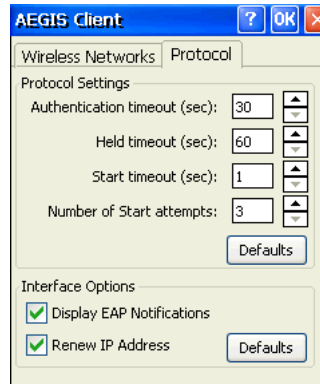 AEGIS Client ? OK
Wireless Networks Protocol
Protocol Settings
Authentication timeout (sec): 30
Held timeout (sec): 60
Start timeout (sec): 1
Number of Start attempts: 3
Defaults
Interface Options
Display EAP Notifications
Renew IP Address Defaults